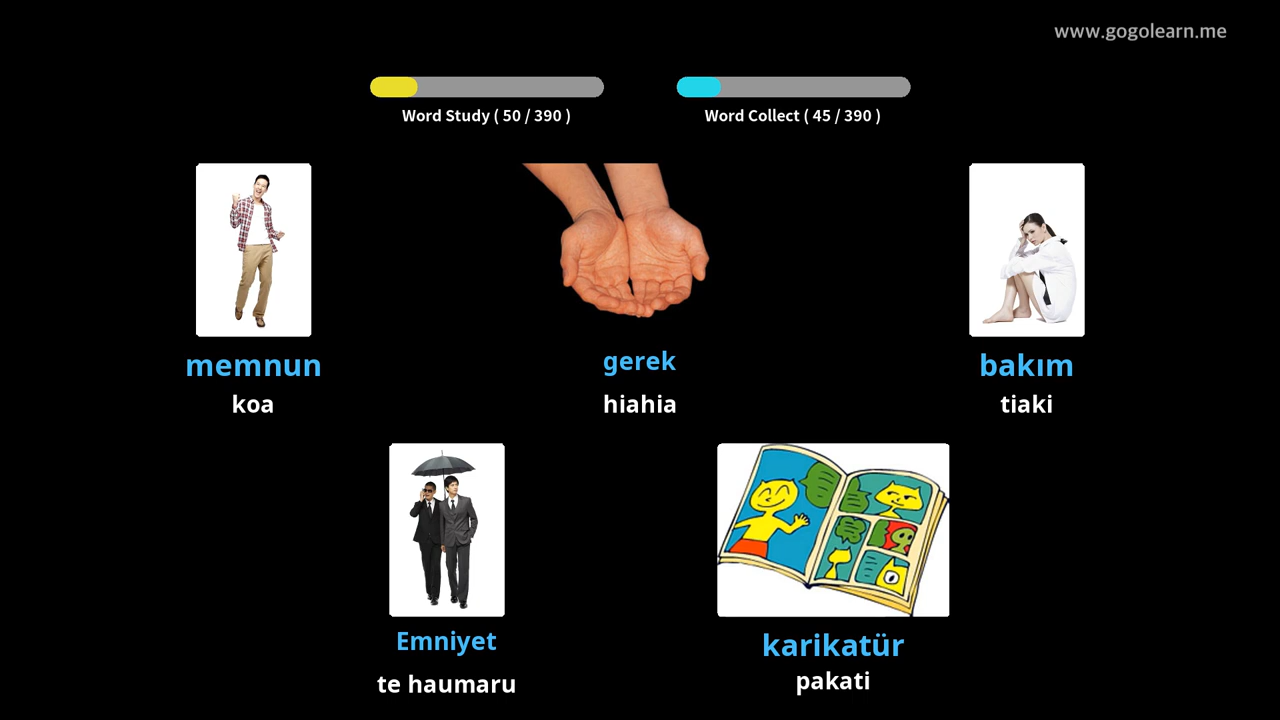 www.gogolearn.me
Word Study ( 50 / 390 )
Word Collect ( 45 / 390 )
memnun
koa
gerek
hiahia
bakım
tiaki
Emniyet
te haumaru
karikatür
pakati